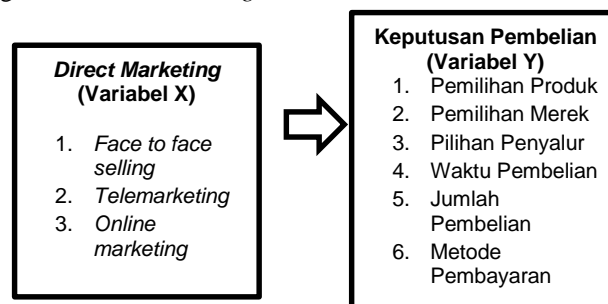 Direct Marketing
(Variabel X)
1. Face to face
selling
2. Telemarketing
3. Online
marketing
Keputusan Pembelian
(Variabel Y)
1. Pemilihan Produk
2. Pemilihan Merek
3. Pilihan Penyalur
4. Waktu Pembelian
5. Jumlah
Pembelian
6. Metode
Pembayaran